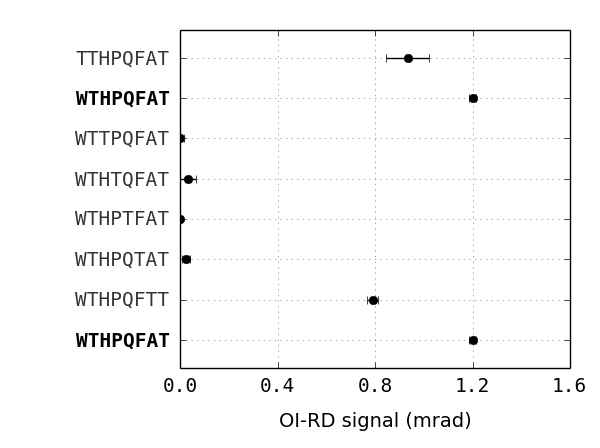 TTHPQFAT
WTHPQFAT
WTTPQFAT
WTHTQFAT
WTHPTFAT
WTHPQTAT
WTHPQFTT
WTHPQFAT
0.0 0.4 0.8 1.2 1.6
OI-RD signal (mrad)